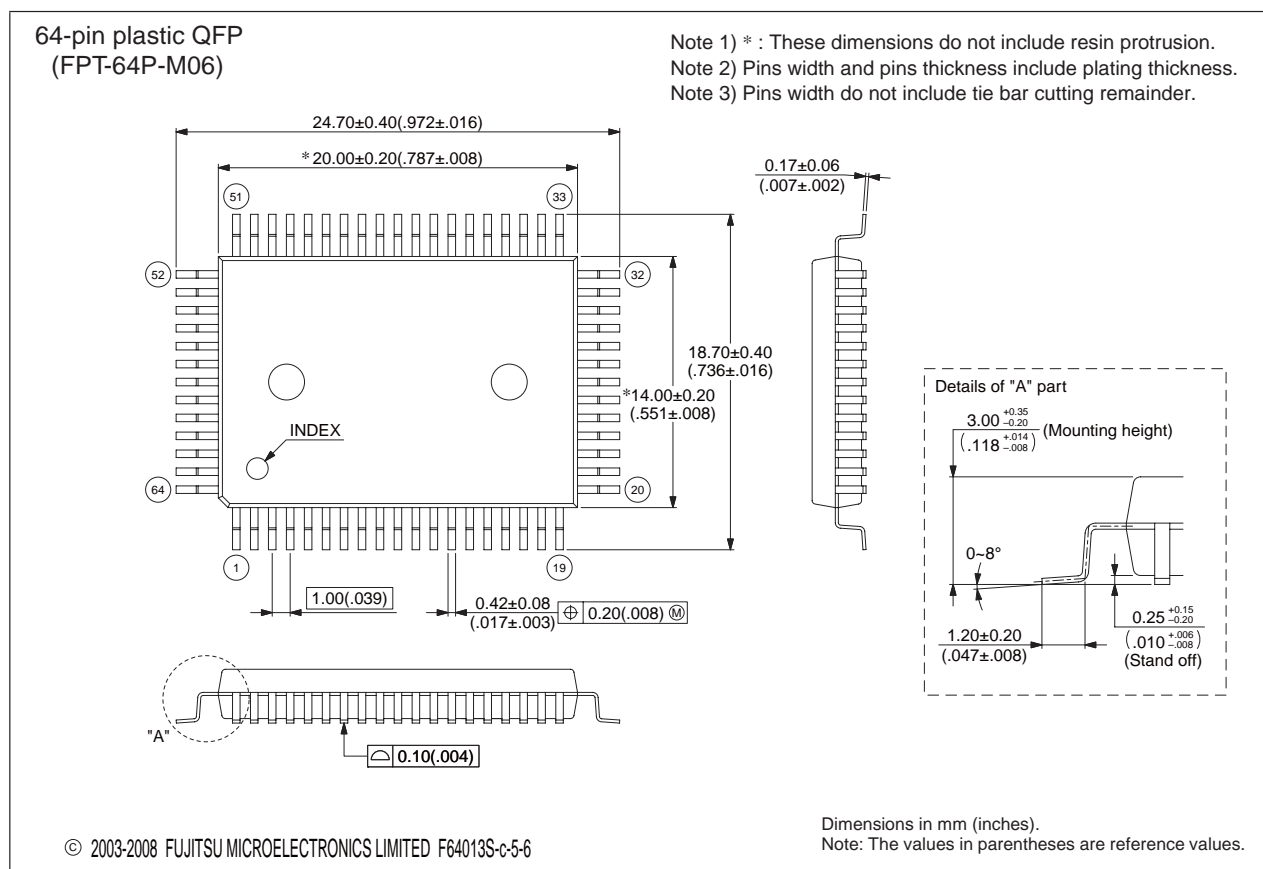 64-pin plastic QFP
(FPT-64P-M06)
Note 1) * : These dimensions do not include resin protrusion.
Note 2) Pins width and pins thickness include plating thickness.
Note 3) Pins width do not include tie bar cutting remainder.
24.70±0.40(.972±.016)
*20.00±0.20(.787±.008)
0.17±0.06
(.007±.002)
51
33
52
32
18.70±0.40
(.736±.016)
*14.00±0.20
(.551±.008)
INDEX
64
20
1
19
1.00(.039)
0.42±0.08
(.017±.003)
⌖ 0.20(.008) Ⓜ
Details of "A" part
3.00 +0.35 –0.20
(.118 +.014 –.008)
(Mounting height)
0~8°
1.20±0.20
(.047±.008)
0.25 +0.15 –0.20
(.010 +.006 –.008)
(Stand off)
"A"
⌓ 0.10(.004)
© 2003-2008 FUJITSU MICROELECTRONICS LIMITED F64013S-c-5-6
Dimensions in mm (inches).
Note: The values in parentheses are reference values.